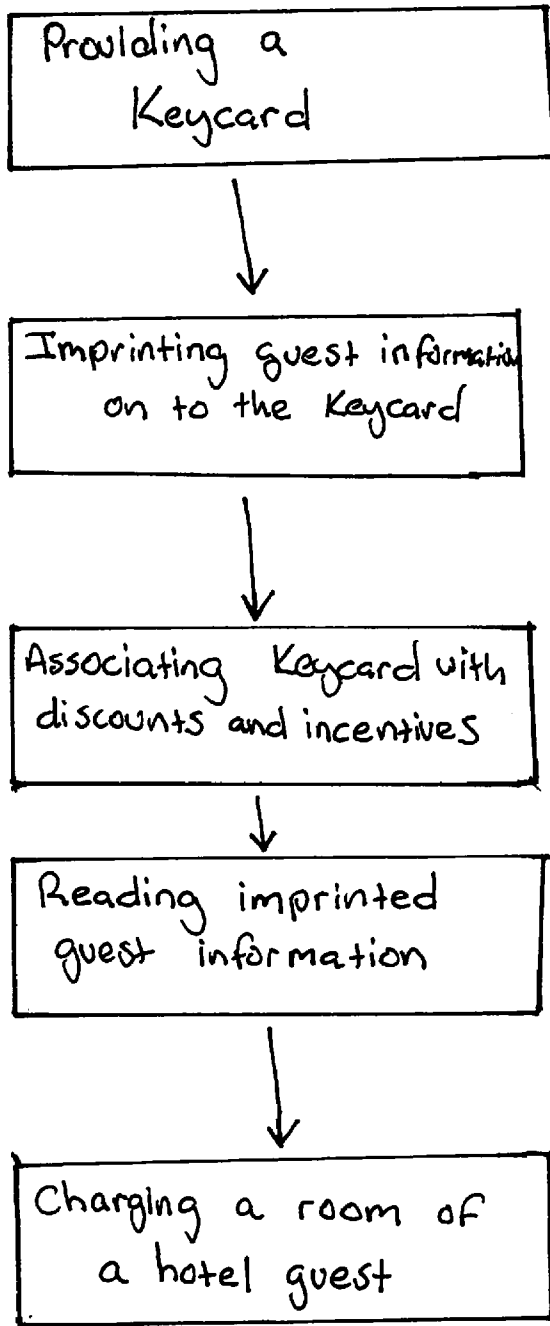 Providing a
Keycard
Imprinting guest information
on to the Keycard
Associating Keycard with
discounts and incentives
Reading imprinted
guest information
Charging a room of
a hotel guest